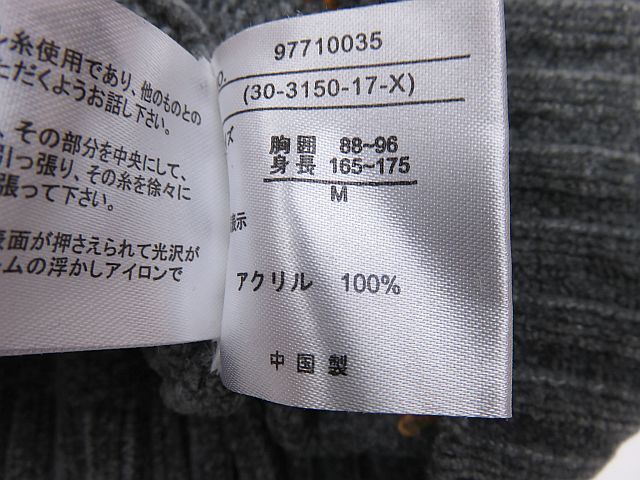 ル糸使用であり、他のものとの
ただくようお話し下さい。
、その部分を中央にして、
引っ張り、その糸を徐々に
張って下さい。
表面が押さえられて光沢が
ームの浮かしアイロンで
o. 97710035
(30-3150-17-X)
ズ
胸囲 88~96
身長 165~175
M
表示
アクリル 100%
中国製